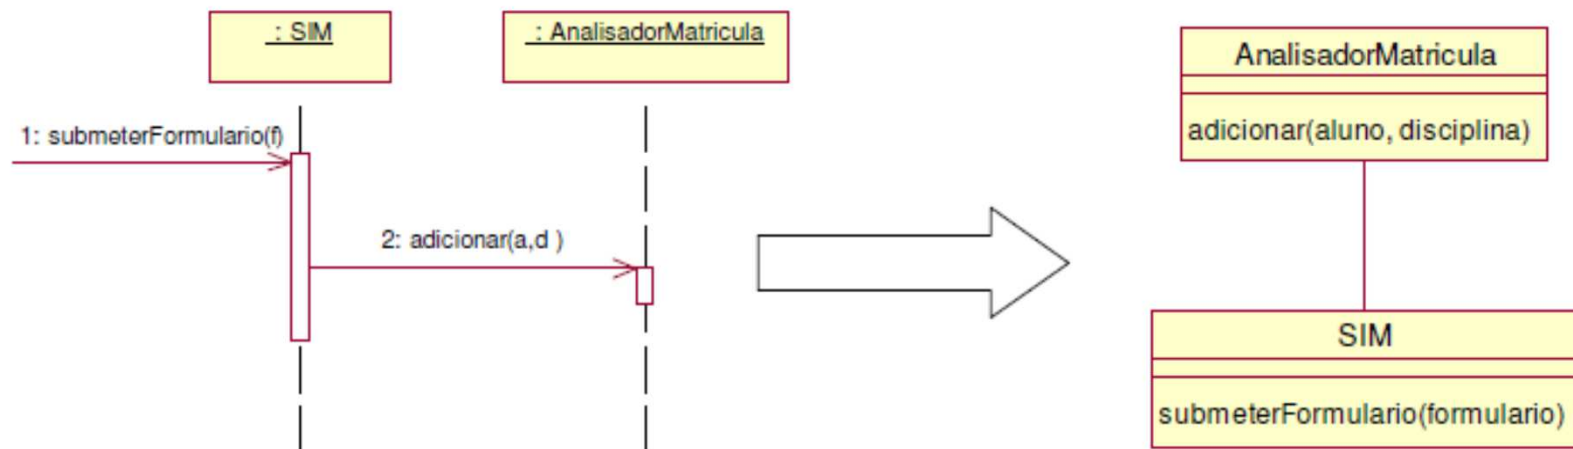 : SIM
: AnalisadorMatricula
1: submeterFormulario(f)
2: adicionar(a,d )
AnalisadorMatricula
adicionar(aluno, disciplina)
SIM
submeterFormulario(formulario)